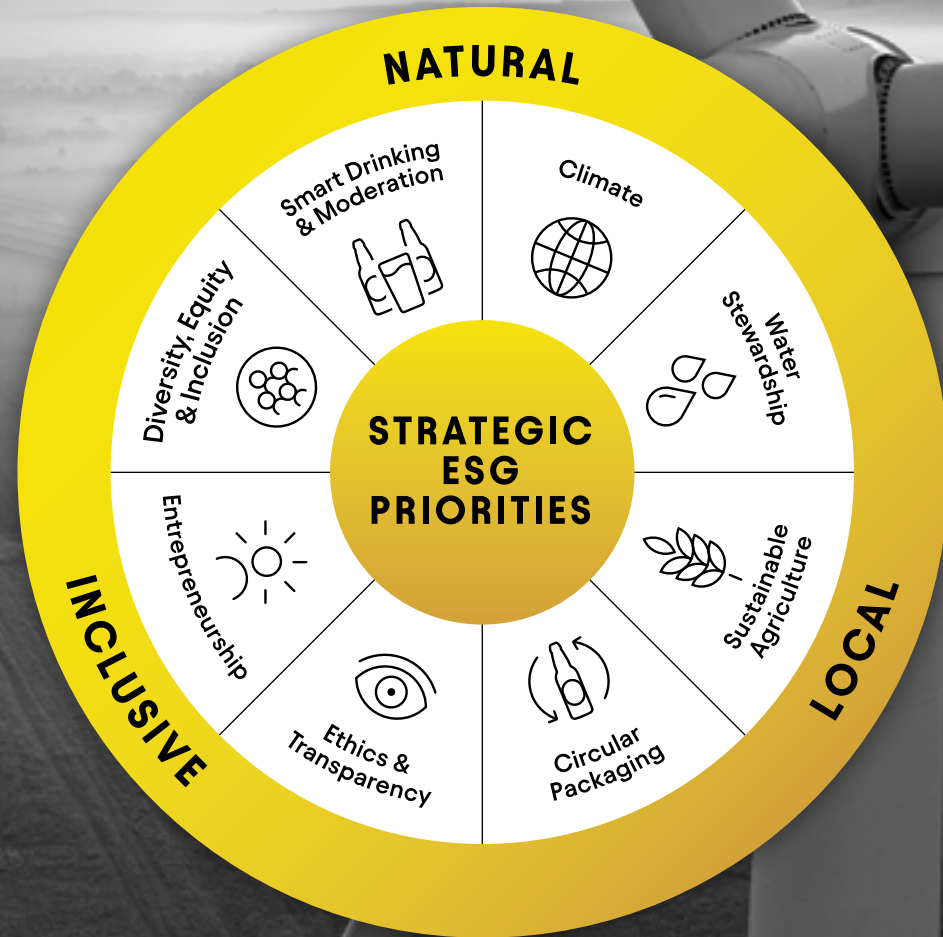 NATURAL
Smart Drinking
& Moderation
Climate
Water
Stewardship
Sustainable
Agriculture
Circular
Packaging
Ethics &
Transparency
Entrepreneurship
Diversity, Equity
& Inclusion
STRATEGIC
ESG
PRIORITIES
INCLUSIVE
LOCAL